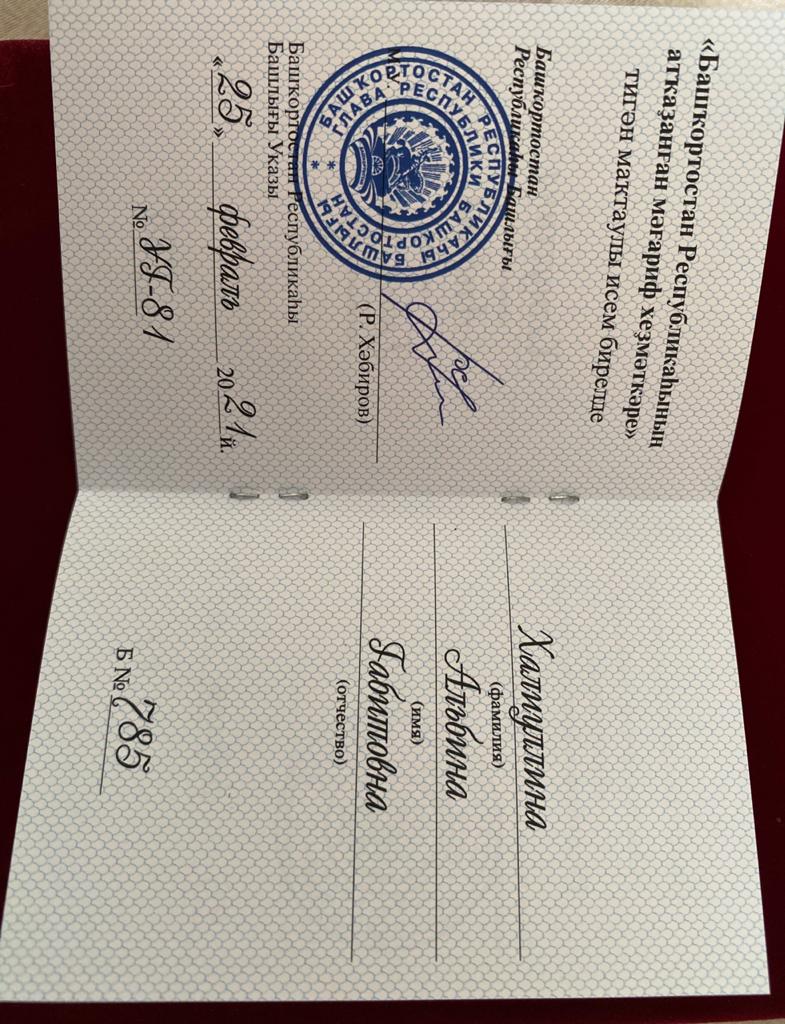 «Башҡортостан Республикаһының
атҡаҙанған мәғариф хеҙмәткәре»
тигән маҡтаулы исем бирелде
Башҡортостан
Республикаһы Башлығы
(Р. Хәбиров)
БАШҠОРТОСТАН РЕСПУБЛИКАҺЫ БАШЛЫҒЫ
ГЛАВА РЕСПУБЛИКИ БАШКОРТОСТАН
Башҡортостан Республикаһы
Башлығы Указы
«25» февраль 2021 й.
№ УГ-81
Халиуллина
(фамилия)
Альбина
(имя)
Габитовна
(отчество)
Б № 785